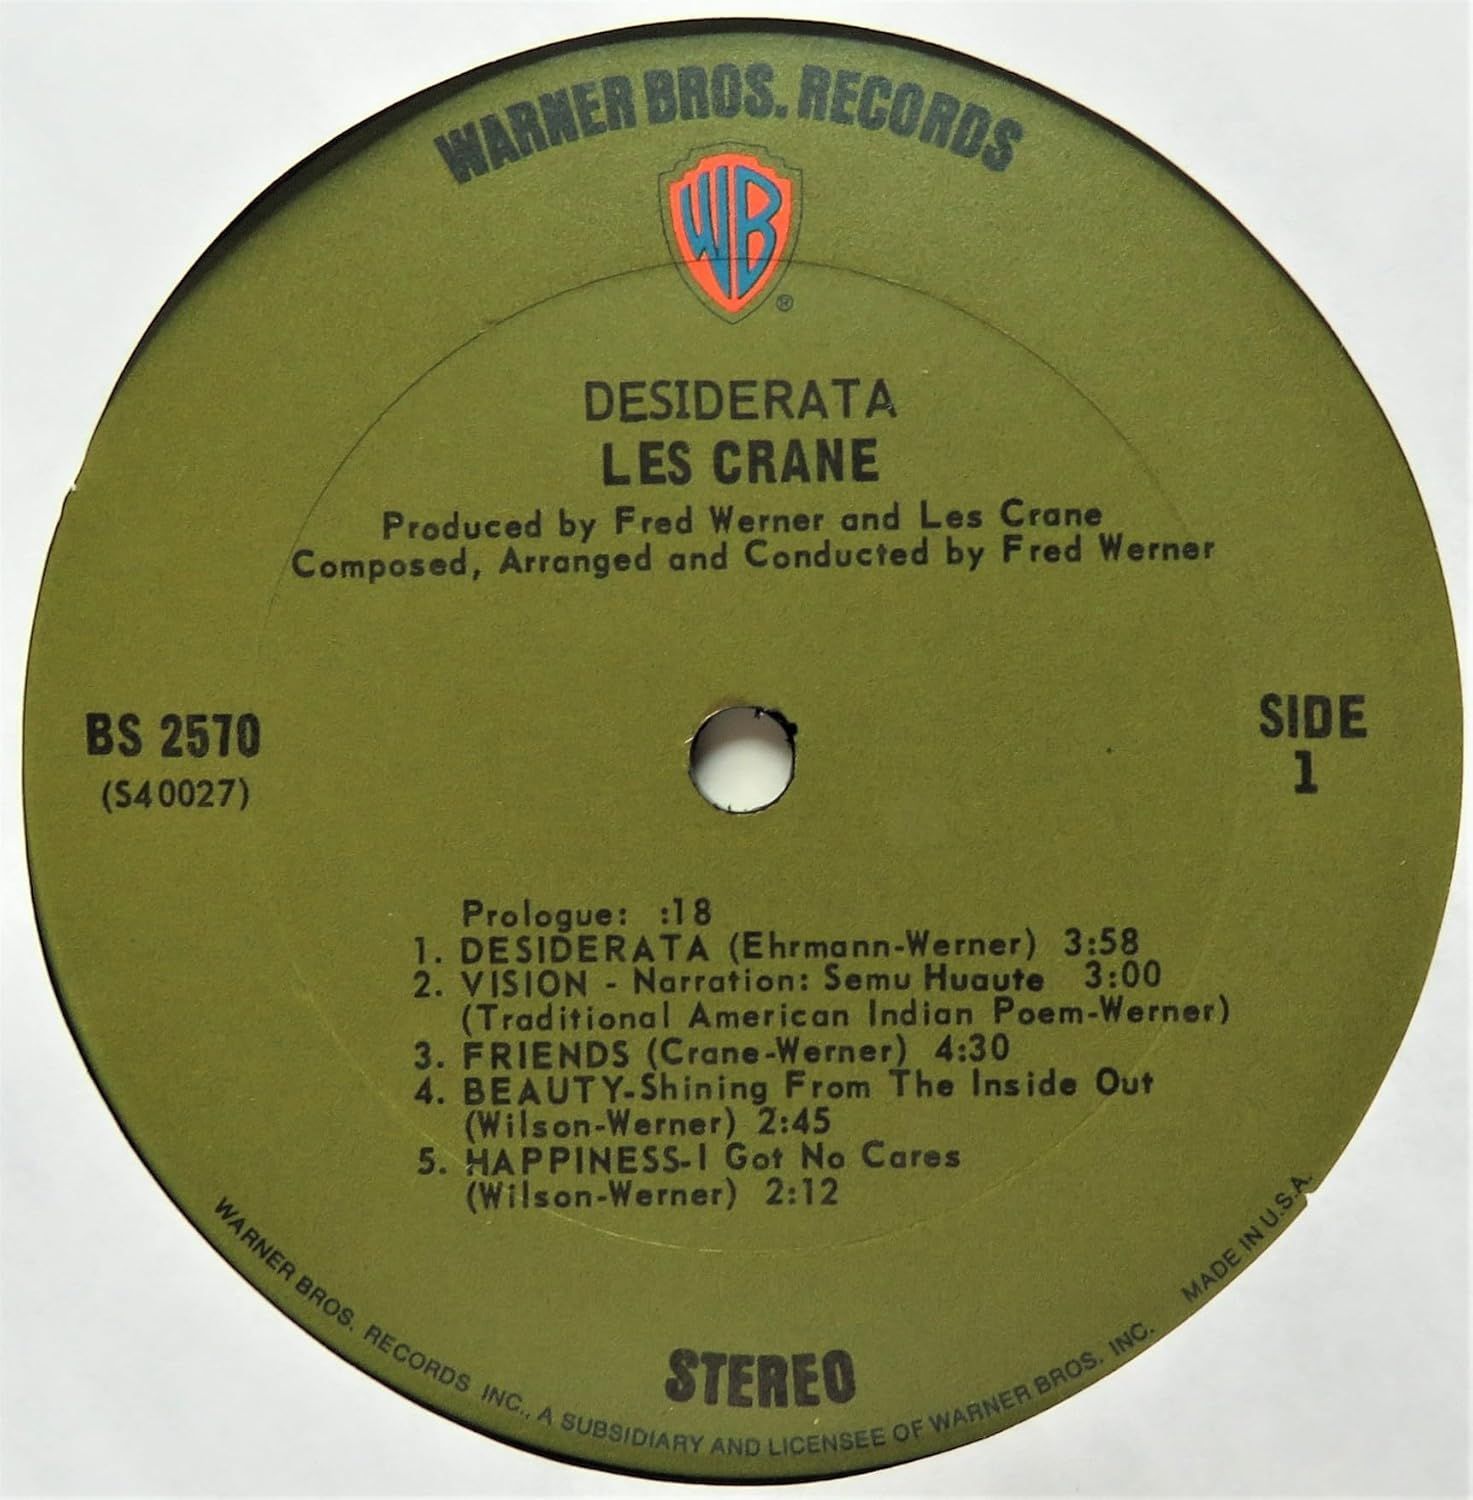 WARNER BROS. RECORDS
WB
®
DESIDERATA
LES CRANE
Produced by Fred Werner and Les Crane
Composed, Arranged and Conducted by Fred Werner
BS 2570
(S40027)
SIDE
1
Prologue: :18
1. DESIDERATA (Ehrmann-Werner) 3:58
2. VISION - Narration: Semu Huaute 3:00
(Traditional American Indian Poem-Werner)
3. FRIENDS (Crane-Werner) 4:30
4. BEAUTY-Shining From The Inside Out
(Wilson-Werner) 2:45
5. HAPPINESS-I Got No Cares
(Wilson-Werner) 2:12
STEREO
WARNER BROS. RECORDS INC., A SUBSIDIARY AND LICENSEE OF WARNER BROS. INC. MADE IN U.S.A.